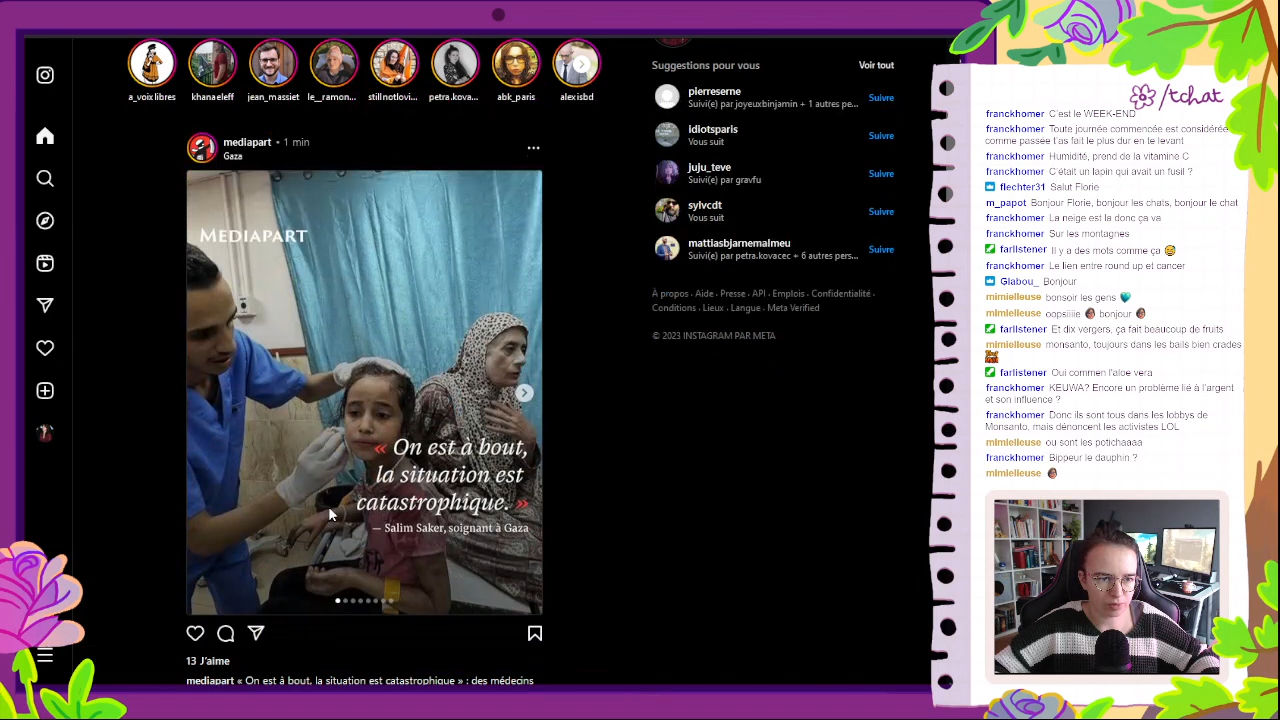 a_voixlibres
khanaeleff
jean_massiet
le__ramon...
stillnotlovi...
petra.kova...
abk_paris
alexisbd
mediapart • 1 min
Gaza
MEDIAPART
« On est à bout,
la situation est
catastrophique. »
— Salim Saker, soignant à Gaza
13 J'aime
mediapart « On est à bout, la situation est catastrophique » : des médecins
Suggestions pour vous
Voir tout
pierreserne
Suivi(e) par joyeuxbinjamin + 1 autres pe...
Suivre
idiotsparis
Vous suit
Suivre
juju_teve
Suivi(e) par gravfu
Suivre
sylvcdt
Vous suit
Suivre
mattiasbjarnemalmeu
Suivi(e) par petra.kovacec + 6 autres pers...
Suivre
À propos · Aide · Presse · API · Emplois · Confidentialité ·
Conditions · Lieux · Langue · Meta Verified
© 2023 INSTAGRAM PAR META
/tchat
franckhomer C'est le WEEK-END
franckhomer Toute journée commencée est considérée
comme passée t'as fait le plus dur en te levant
franckhomer Humidité, prend de la vitamine C
franckhomer C'était un lapin qui avait un fusil ?
flechter31 Salut Florie
m_papot Bonjour Florie, bonjour les chats, bonjour le chat
franckhomer La neige est la donc ça va
franckhomer Sur les montagnes
farlistener Il y a des mots comme ça 😅
franckhomer Le lien entre round up et cancer
Glabou_ Bonjour
mimielleuse bonsoir les gens
mimielleuse oopsiiiie bonjour
farlistener Et dix vergers, ça fait beaucoup de fruits
mimielleuse monsanto, toujours dans les bails bien crades
farlistener Oui commen l'aloe vera
franckhomer KEUWA? Encore un problème lié à l'argent
et son influence ?
franckhomer Donc ils sont tous dans les lobbys de
Monsanto, mais dénoncent les activistes LOL
mimielleuse ou sont les potichaaaa
franckhomer Bippeur le dauphin ?
mimielleuse